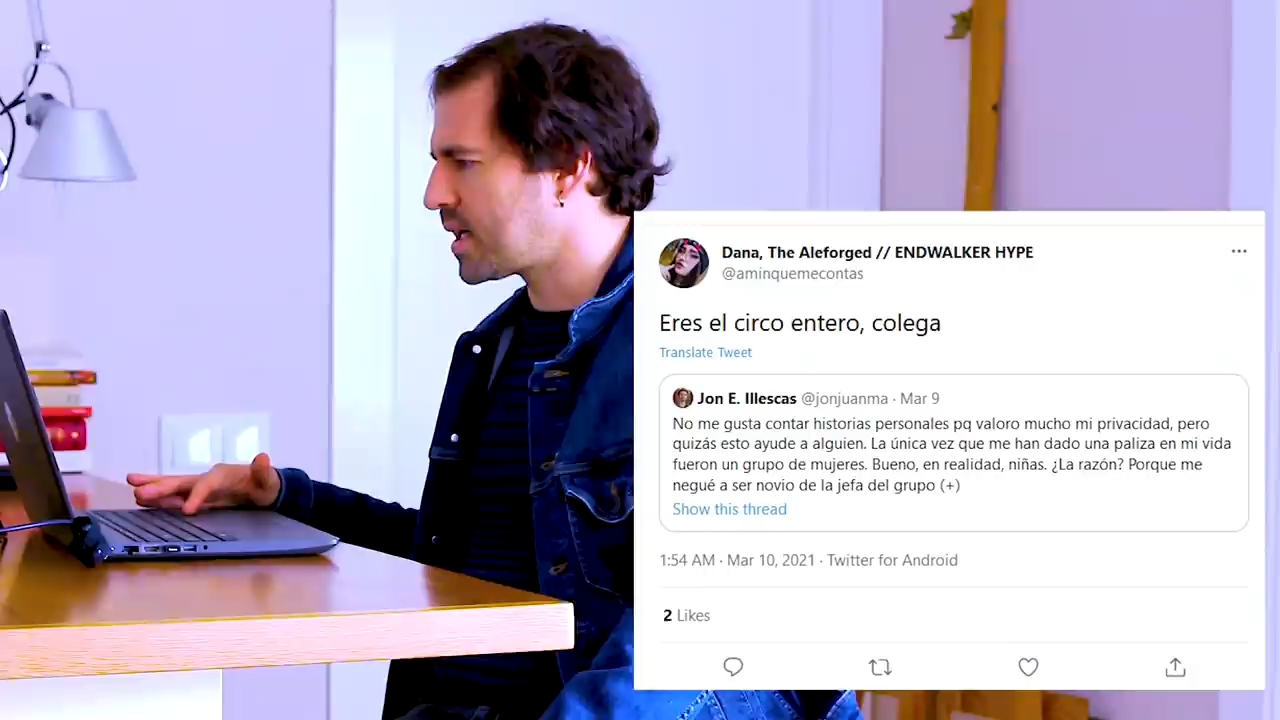 Dana, The Aleforged // ENDWALKER HYPE
@aminquemecontas
Eres el circo entero, colega
Translate Tweet
Jon E. Illescas @jonjuanma · Mar 9
No me gusta contar historias personales pq valoro mucho mi privacidad, pero
quizás esto ayude a alguien. La única vez que me han dado una paliza en mi vida
fueron un grupo de mujeres. Bueno, en realidad, niñas. ¿La razón? Porque me
negué a ser novio de la jefa del grupo (+)
Show this thread
1:54 AM · Mar 10, 2021 · Twitter for Android
2 Likes